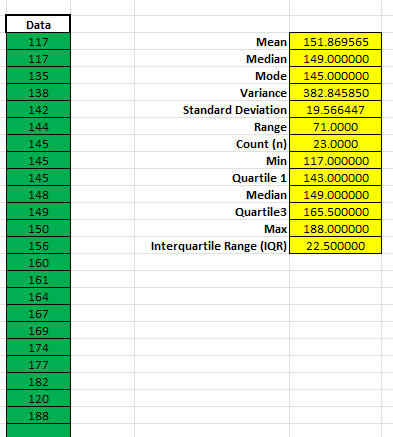 Data
117
117 Mean 151.869565
135 Median 149.000000
138 Mode 145.000000
142 Variance 382.845850
144 Standard Deviation 19.566447
145 Range 71.0000
145 Count (n) 23.0000
145 Min 117.000000
148 Quartile 1 143.000000
149 Median 149.000000
150 Quartile3 165.500000
156 Max 188.000000
160 Interquartile Range (IQR) 22.500000
161
164
167
169
174
177
182
120
188